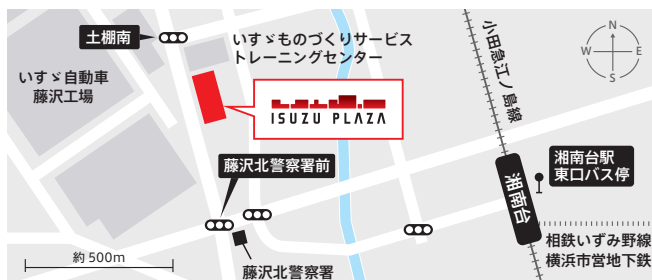 土棚南
いすゞものづくりサービス
トレーニングセンター
いすゞ自動車
藤沢工場
ISUZU PLAZA
小田急江ノ島線
N
W
E
S
藤沢北警察署前
湘南台
湘南台駅
東口バス停
相鉄いずみ野線
横浜市営地下鉄
約500m
藤沢北警察署